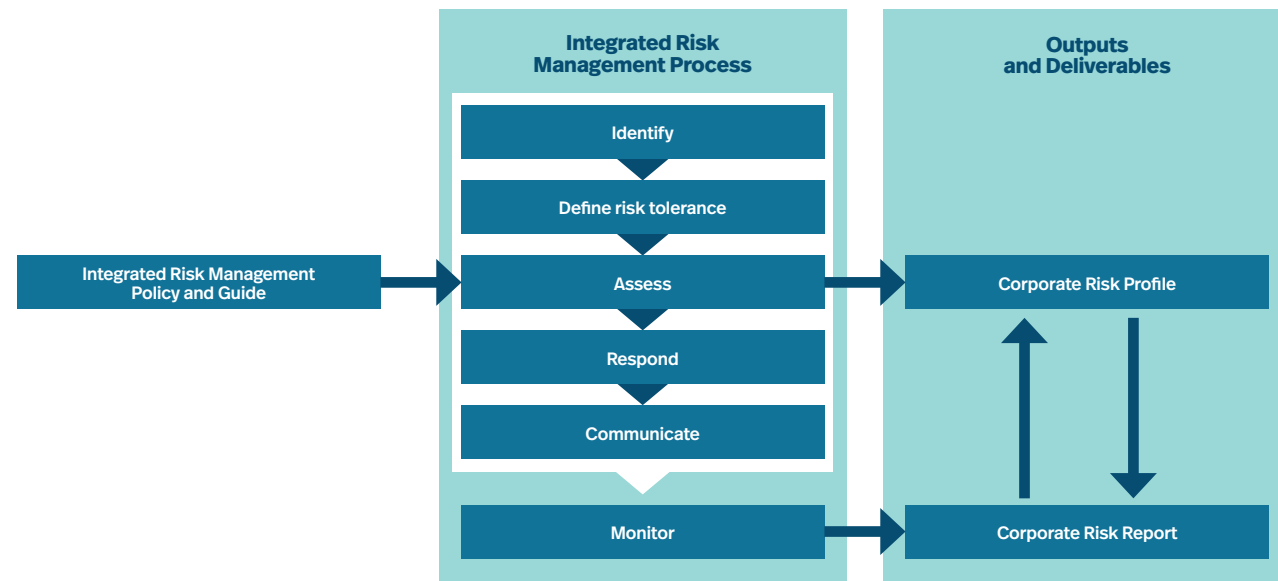 Integrated Risk
Management Process
Outputs
and Deliverables
Identify
Define risk tolerance
Integrated Risk Management
Policy and Guide
Assess
Corporate Risk Profile
Respond
Communicate
Monitor
Corporate Risk Report